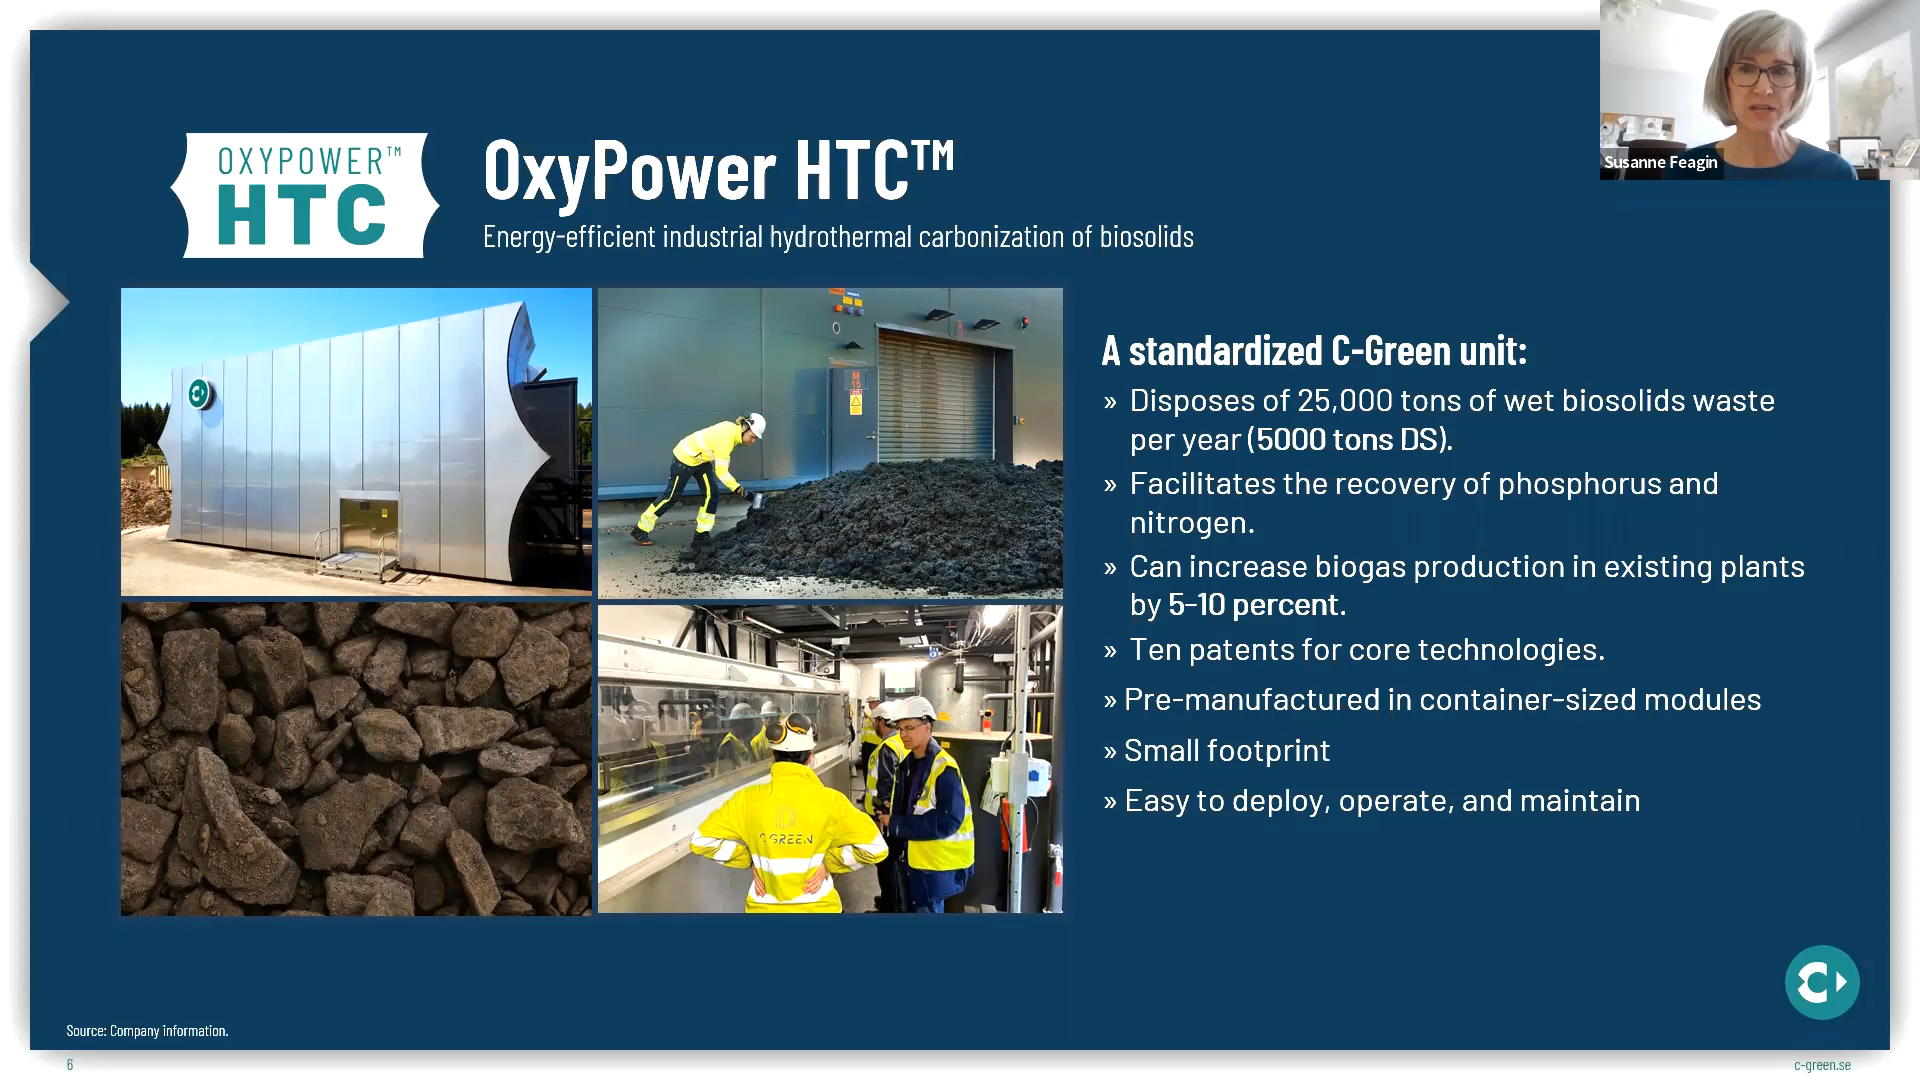 Susanne Feagin
OXYPOWER™
HTC
OxyPower HTC™
Energy-efficient industrial hydrothermal carbonization of biosolids
M
15
C GREEN
A standardized C-Green unit:
» Disposes of 25,000 tons of wet biosolids waste
per year (5000 tons DS).
» Facilitates the recovery of phosphorus and
nitrogen.
» Can increase biogas production in existing plants
by 5-10 percent.
» Ten patents for core technologies.
» Pre-manufactured in container-sized modules
» Small footprint
» Easy to deploy, operate, and maintain
Source: Company information.
6
c-green.se